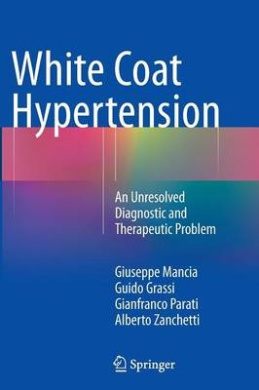 White Coat
Hypertension
An Unresolved
Diagnostic and
Therapeutic Problem
Giuseppe Mancia
Guido Grassi
Gianfranco Parati
Alberto Zanchetti
Springer